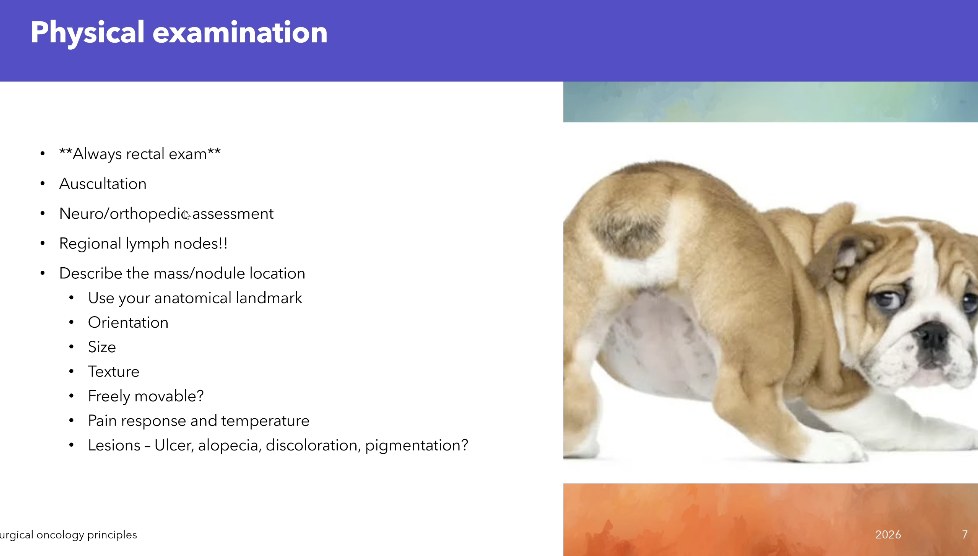 Physical examination
• **Always rectal exam**
• Auscultation
• Neuro/orthopedic assessment
• Regional lymph nodes!!
• Describe the mass/nodule location
• Use your anatomical landmark
• Orientation
• Size
• Texture
• Freely movable?
• Pain response and temperature
• Lesions – Ulcer, alopecia, discoloration, pigmentation?
urgical oncology principles
2026
7